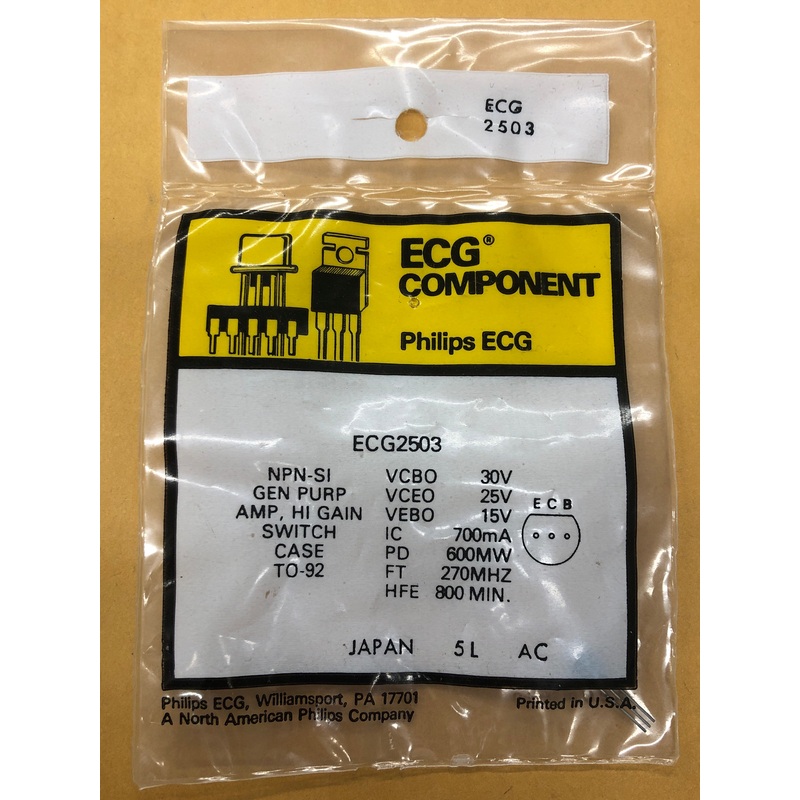 ECG
2503
ECG®
COMPONENT
Philips ECG
ECG2503
NPN-SI VCBO 30V
GEN PURP VCEO 25V
AMP, HI GAIN VEBO 15V
SWITCH IC 700mA
CASE PD 600MW
TO-92 FT 270MHZ
HFE 800 MIN.
E C B
JAPAN 5L AC
Philips ECG, Williamsport, PA 17701
A North American Philips Company
Printed in U.S.A.